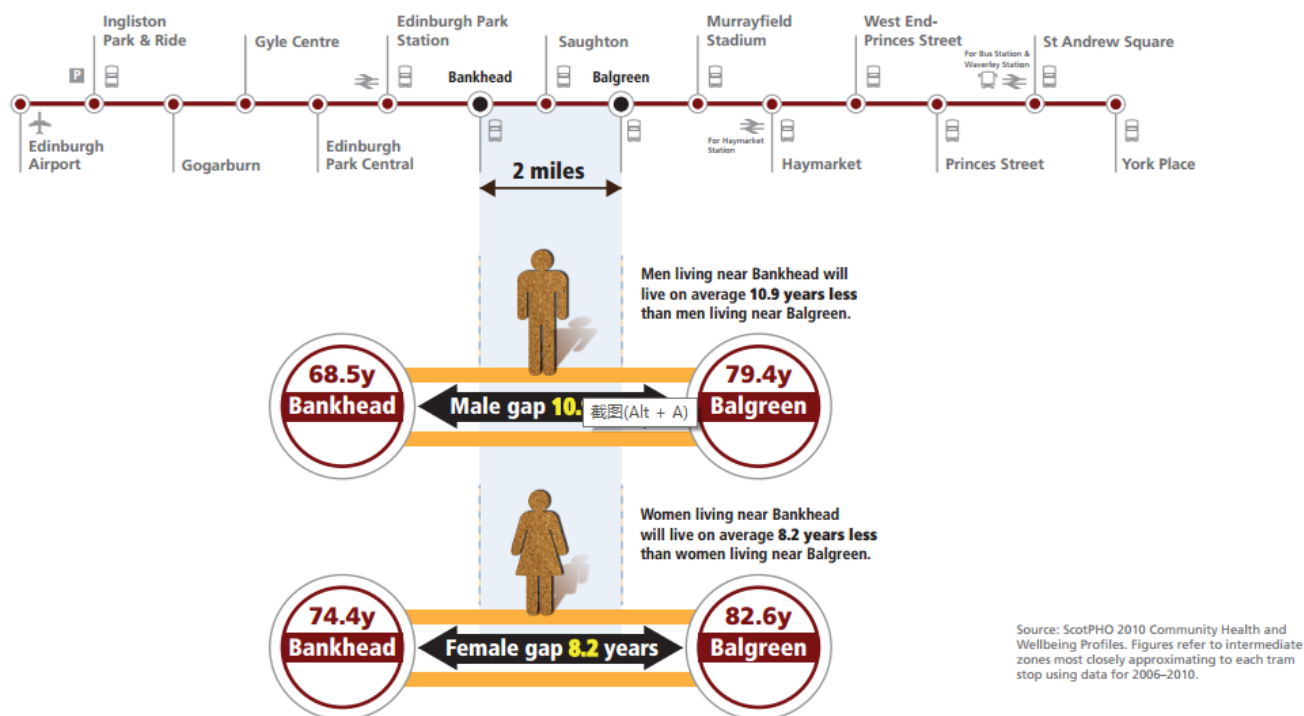 Ingliston
Park & Ride
Gyle Centre
Edinburgh Park
Station
Bankhead
Saughton
Balgreen
Murrayfield
Stadium
West End-
Princes Street
For Bus Station &
Waverley Station
St Andrew Square
P
Edinburgh
Airport
Gogarburn
Edinburgh
Park Central
For Haymarket
Station
Haymarket
Princes Street
York Place
2 miles
Men living near Bankhead will
live on average 10.9 years less
than men living near Balgreen.
68.5y
Bankhead
Male gap 10.
截图(Alt + A)
79.4y
Balgreen
Women living near Bankhead
will live on average 8.2 years less
than women living near Balgreen.
74.4y
Bankhead
Female gap 8.2 years
82.6y
Balgreen
Source: ScotPHO 2010 Community Health and
Wellbeing Profiles. Figures refer to intermediate
zones most closely approximating to each tram
stop using data for 2006–2010.